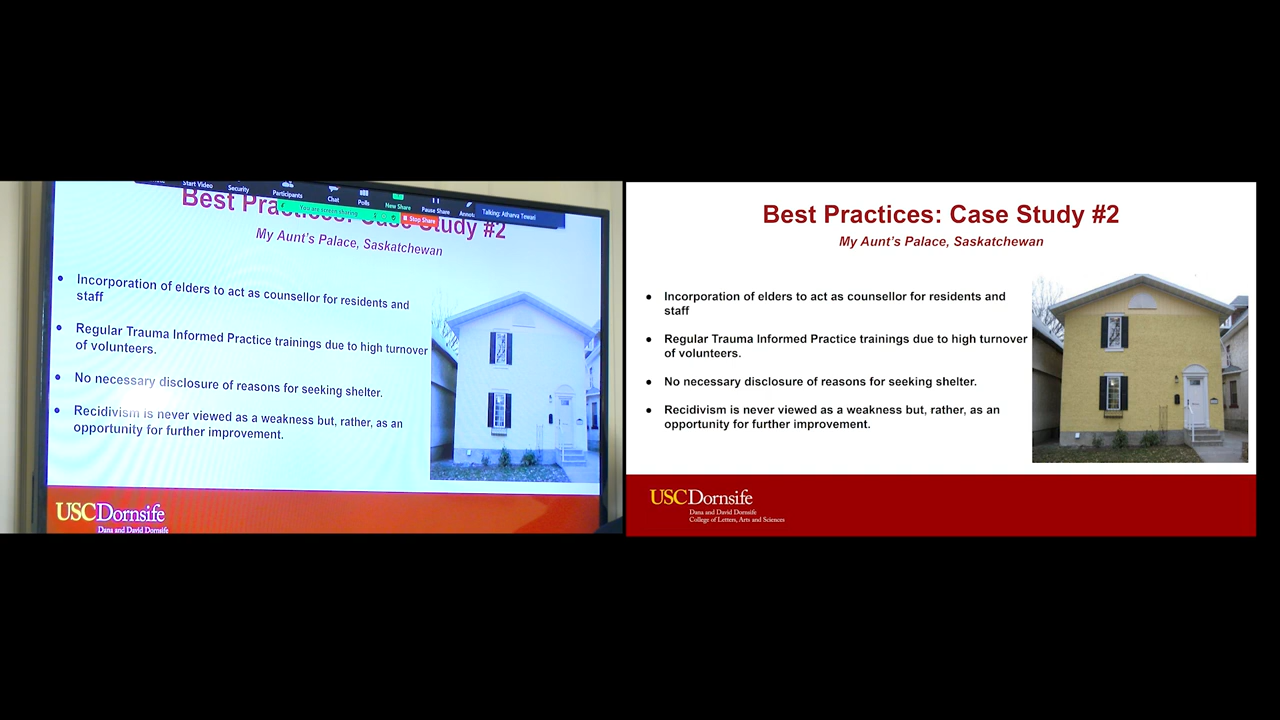 Start Video
Security
Participants
Chat
Polls
New Share
Pause Share
Talking: Atharva Tewari
You are screen sharing
Stop Share
Best Practices: Case Study #2
My Aunt's Palace, Saskatchewan
• Incorporation of elders to act as counsellor for residents and
staff
• Regular Trauma Informed Practice trainings due to high turnover
of volunteers.
• No necessary disclosure of reasons for seeking shelter.
• Recidivism is never viewed as a weakness but, rather, as an
opportunity for further improvement.
USCDornsife
Dana and David Dornsife
Best Practices: Case Study #2
My Aunt's Palace, Saskatchewan
• Incorporation of elders to act as counsellor for residents and
staff
• Regular Trauma Informed Practice trainings due to high turnover
of volunteers.
• No necessary disclosure of reasons for seeking shelter.
• Recidivism is never viewed as a weakness but, rather, as an
opportunity for further improvement.
USCDornsife
Dana and David Dornsife
College of Letters, Arts and Sciences